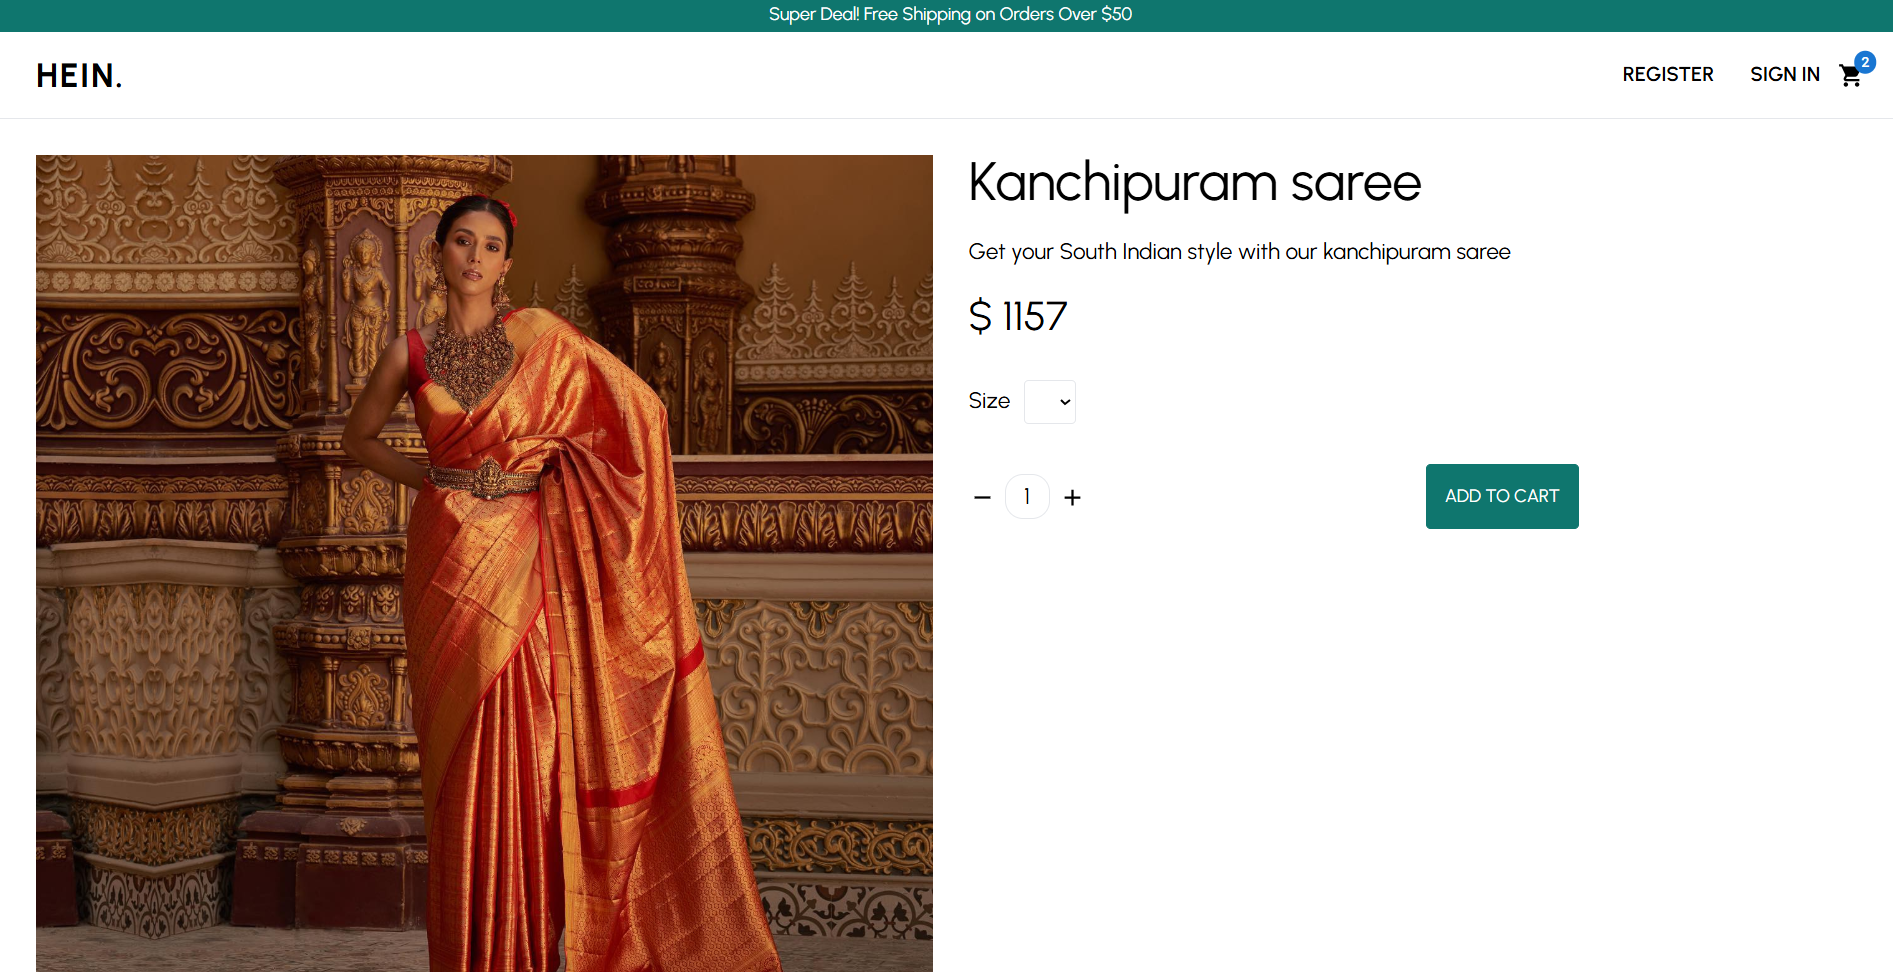 Super Deal! Free Shipping on Orders Over $50
HEIN.
REGISTER SIGN IN 2
Kanchipuram saree
Get your South Indian style with our kanchipuram saree
$ 1157
Size
1
ADD TO CART